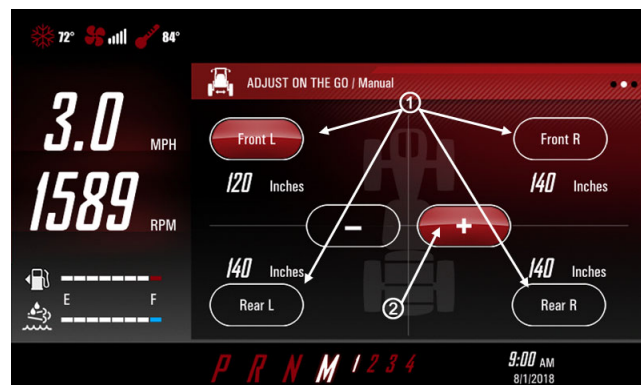 72° 84°
ADJUST ON THE GO / Manual
1
3.0 MPH
Front L
Front R
120 Inches
140 Inches
1589 RPM
−
+
140 Inches
140 Inches
E F
Rear L
2
Rear R
P R N M 1 2 3 4
9:00 AM
8/1/2018